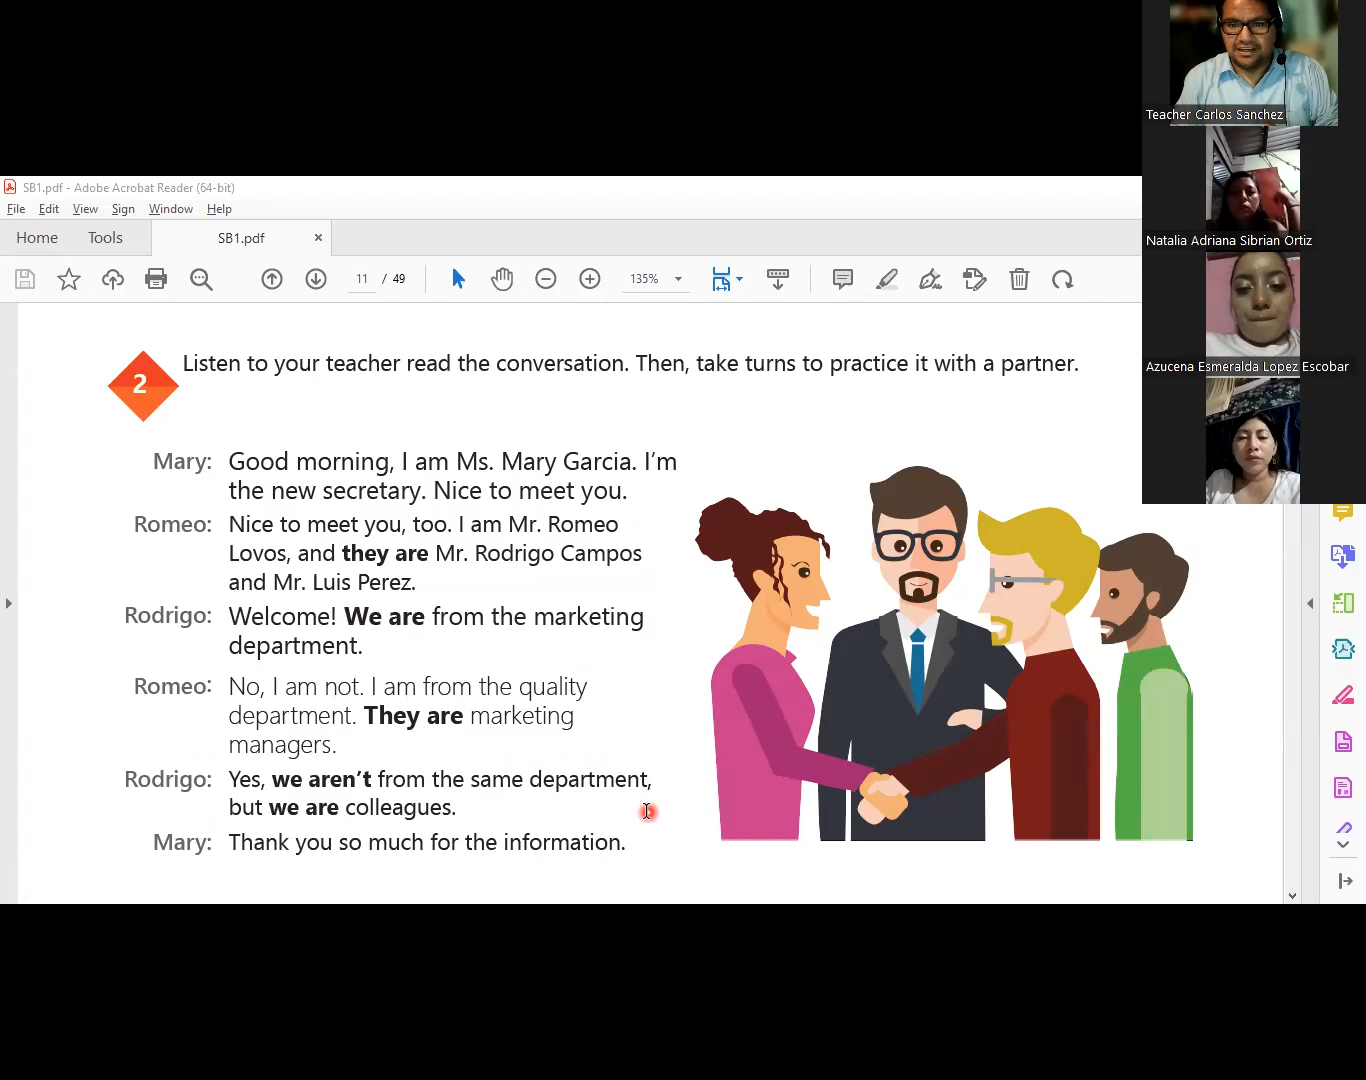 Teacher Carlos Sanchez
Natalia Adriana Sibrian Ortiz
Azucena Esmeralda Lopez Escobar
SB1.pdf - Adobe Acrobat Reader (64-bit)
File Edit View Sign Window Help
Home Tools SB1.pdf ×
11 / 49 135%
2
Listen to your teacher read the conversation. Then, take turns to practice it with a partner.
Mary: Good morning, I am Ms. Mary Garcia. I'm
the new secretary. Nice to meet you.
Romeo: Nice to meet you, too. I am Mr. Romeo
Lovos, and they are Mr. Rodrigo Campos
and Mr. Luis Perez.
Rodrigo: Welcome! We are from the marketing
department.
Romeo: No, I am not. I am from the quality
department. They are marketing
managers.
Rodrigo: Yes, we aren't from the same department,
but we are colleagues.
Mary: Thank you so much for the information.